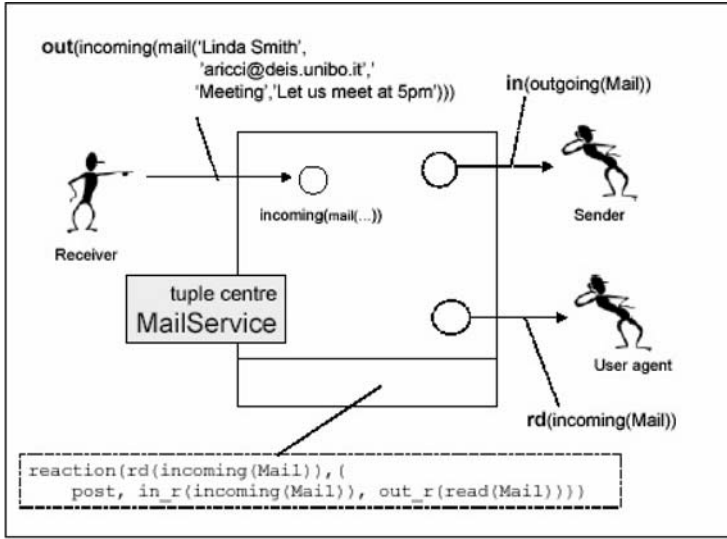 out(incoming(mail('Linda Smith',
'aricci@deis.unibo.it','
'Meeting','Let us meet at 5pm')))
in(outgoing(Mail))
incoming(mail(...))
Receiver
Sender
tuple centre
MailService
User agent
rd(incoming(Mail))
reaction(rd(incoming(Mail)),(
post, in_r(incoming(Mail)), out_r(read(Mail))))